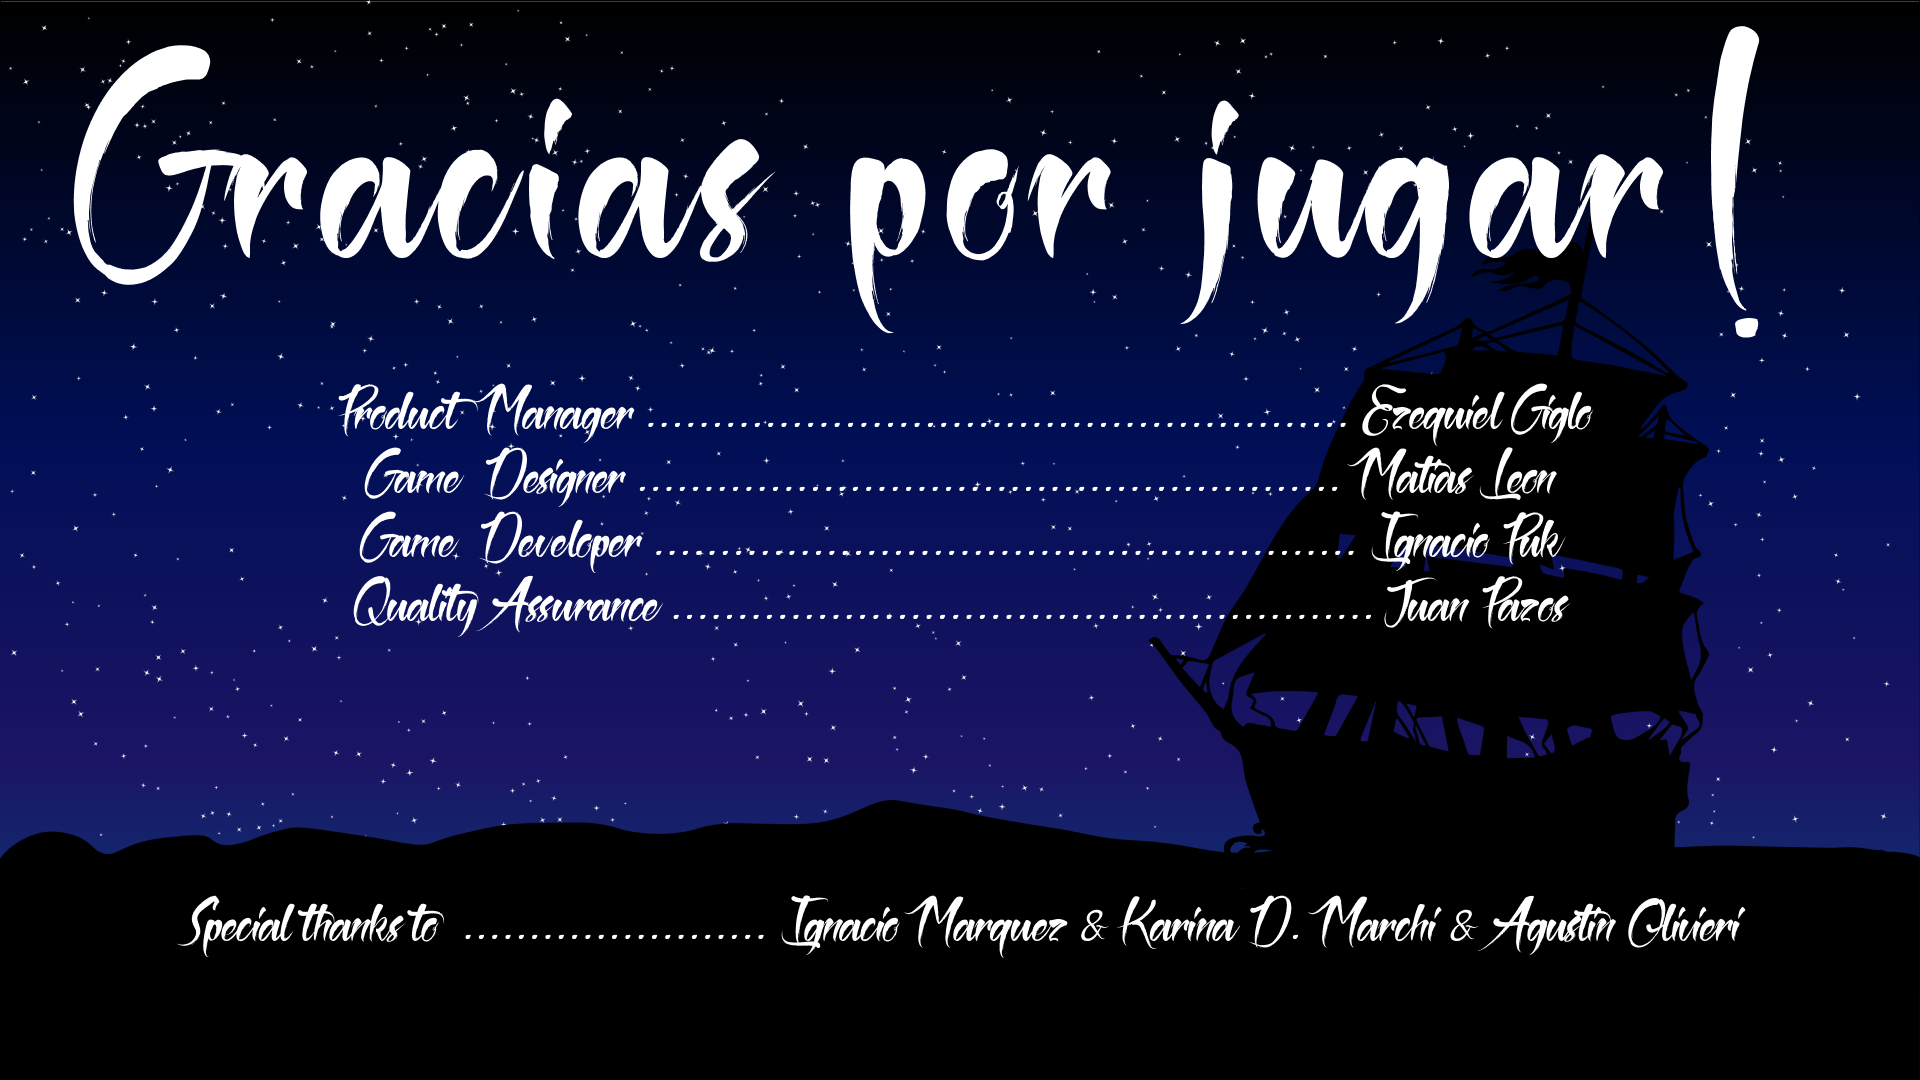 Gracias por jugar!
Product Manager ..................................................... Ezequiel Giglo
Game Designer ..................................................... Matias Leon
Game Developer ..................................................... Ignacio Puk
Quality Assurance ..................................................... Juan Pazos
Special thanks to ....................... Ignacio Marquez & Karina D. Marchi & Agustin Olivieri